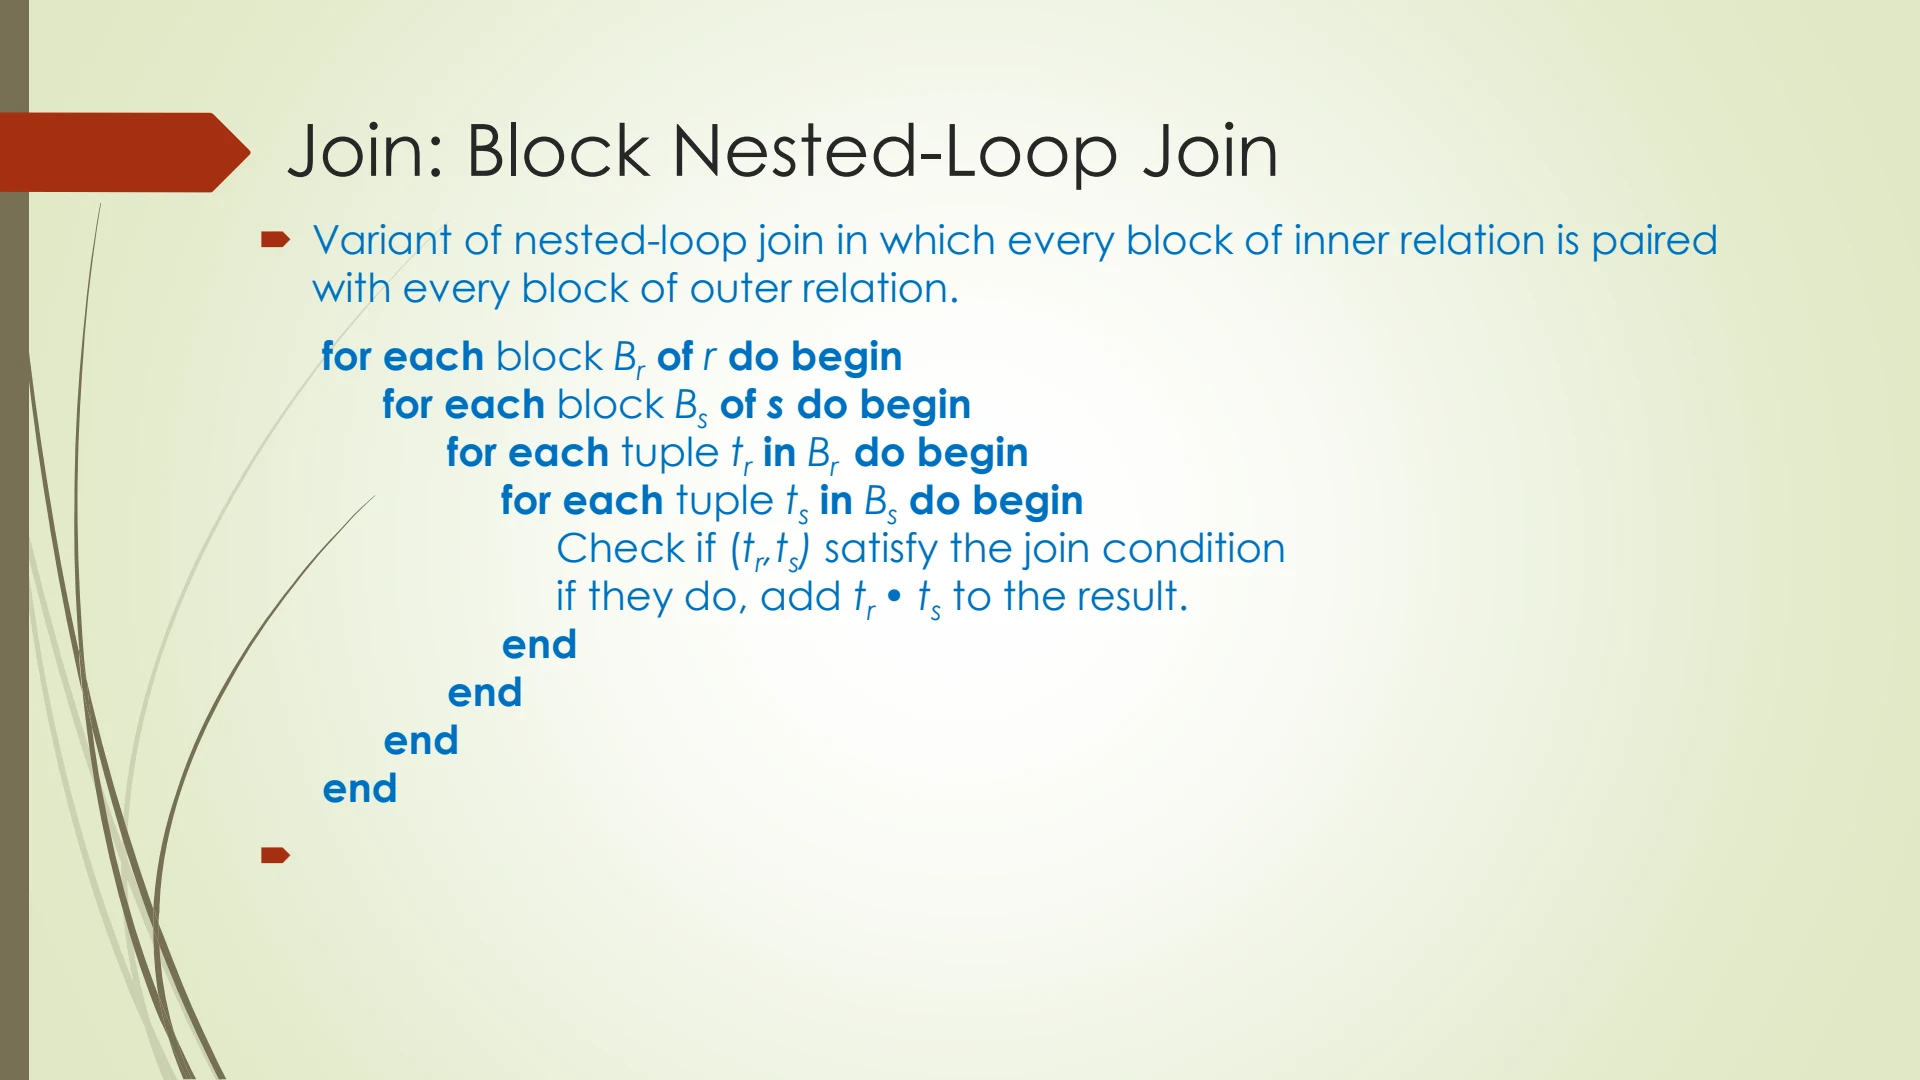 Join: Block Nested-Loop Join
Variant of nested-loop join in which every block of inner relation is paired
with every block of outer relation.
for each block Br of r do begin
for each block Bs of s do begin
for each tuple tr in Br do begin
for each tuple ts in Bs do begin
Check if (tr,ts) satisfy the join condition
if they do, add tr • ts to the result.
end
end
end
end